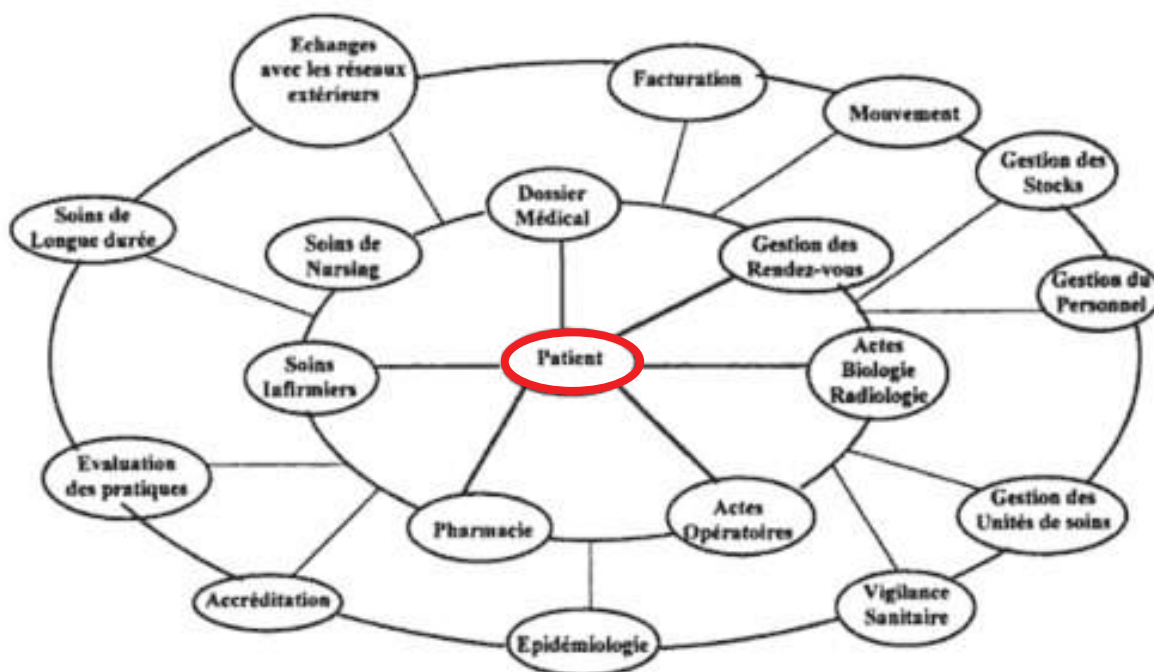 Echanges
avec les réseaux
extérieurs
Facturation
Mouvement
Gestion des
Stocks
Dossier
Médical
Soins de
Longue durée
Soins de
Nursing
Gestion des
Rendez-vous
Gestion du
Personnel
Patient
Soins
Iafirmiers
Actes
Biologie
Radiologie
Evaluation
des pratiques
Pharmacie
Actes
Opératoires
Gestion des
Unités de soins
Accréditation
Vigilance
Sanitaire
Epidémiologie